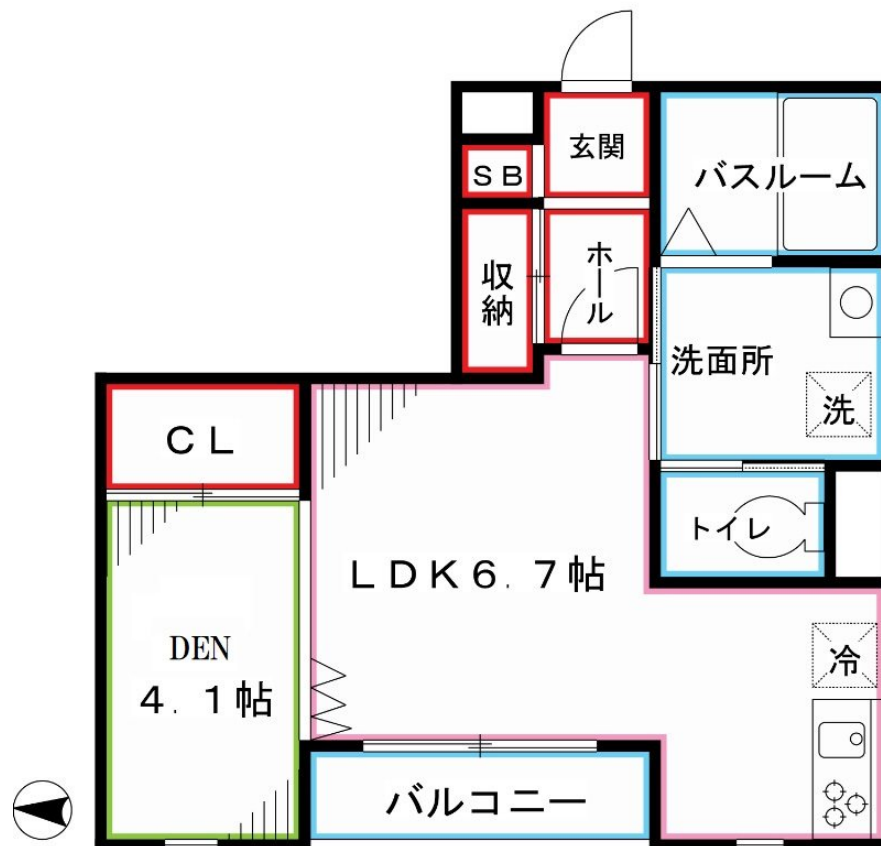 玄関
ＳＢ
バスルーム
ホール
収納
洗面所
洗
ＣＬ
トイレ
ＬＤＫ６．７帖
冷
DEN
４．１帖
バルコニー